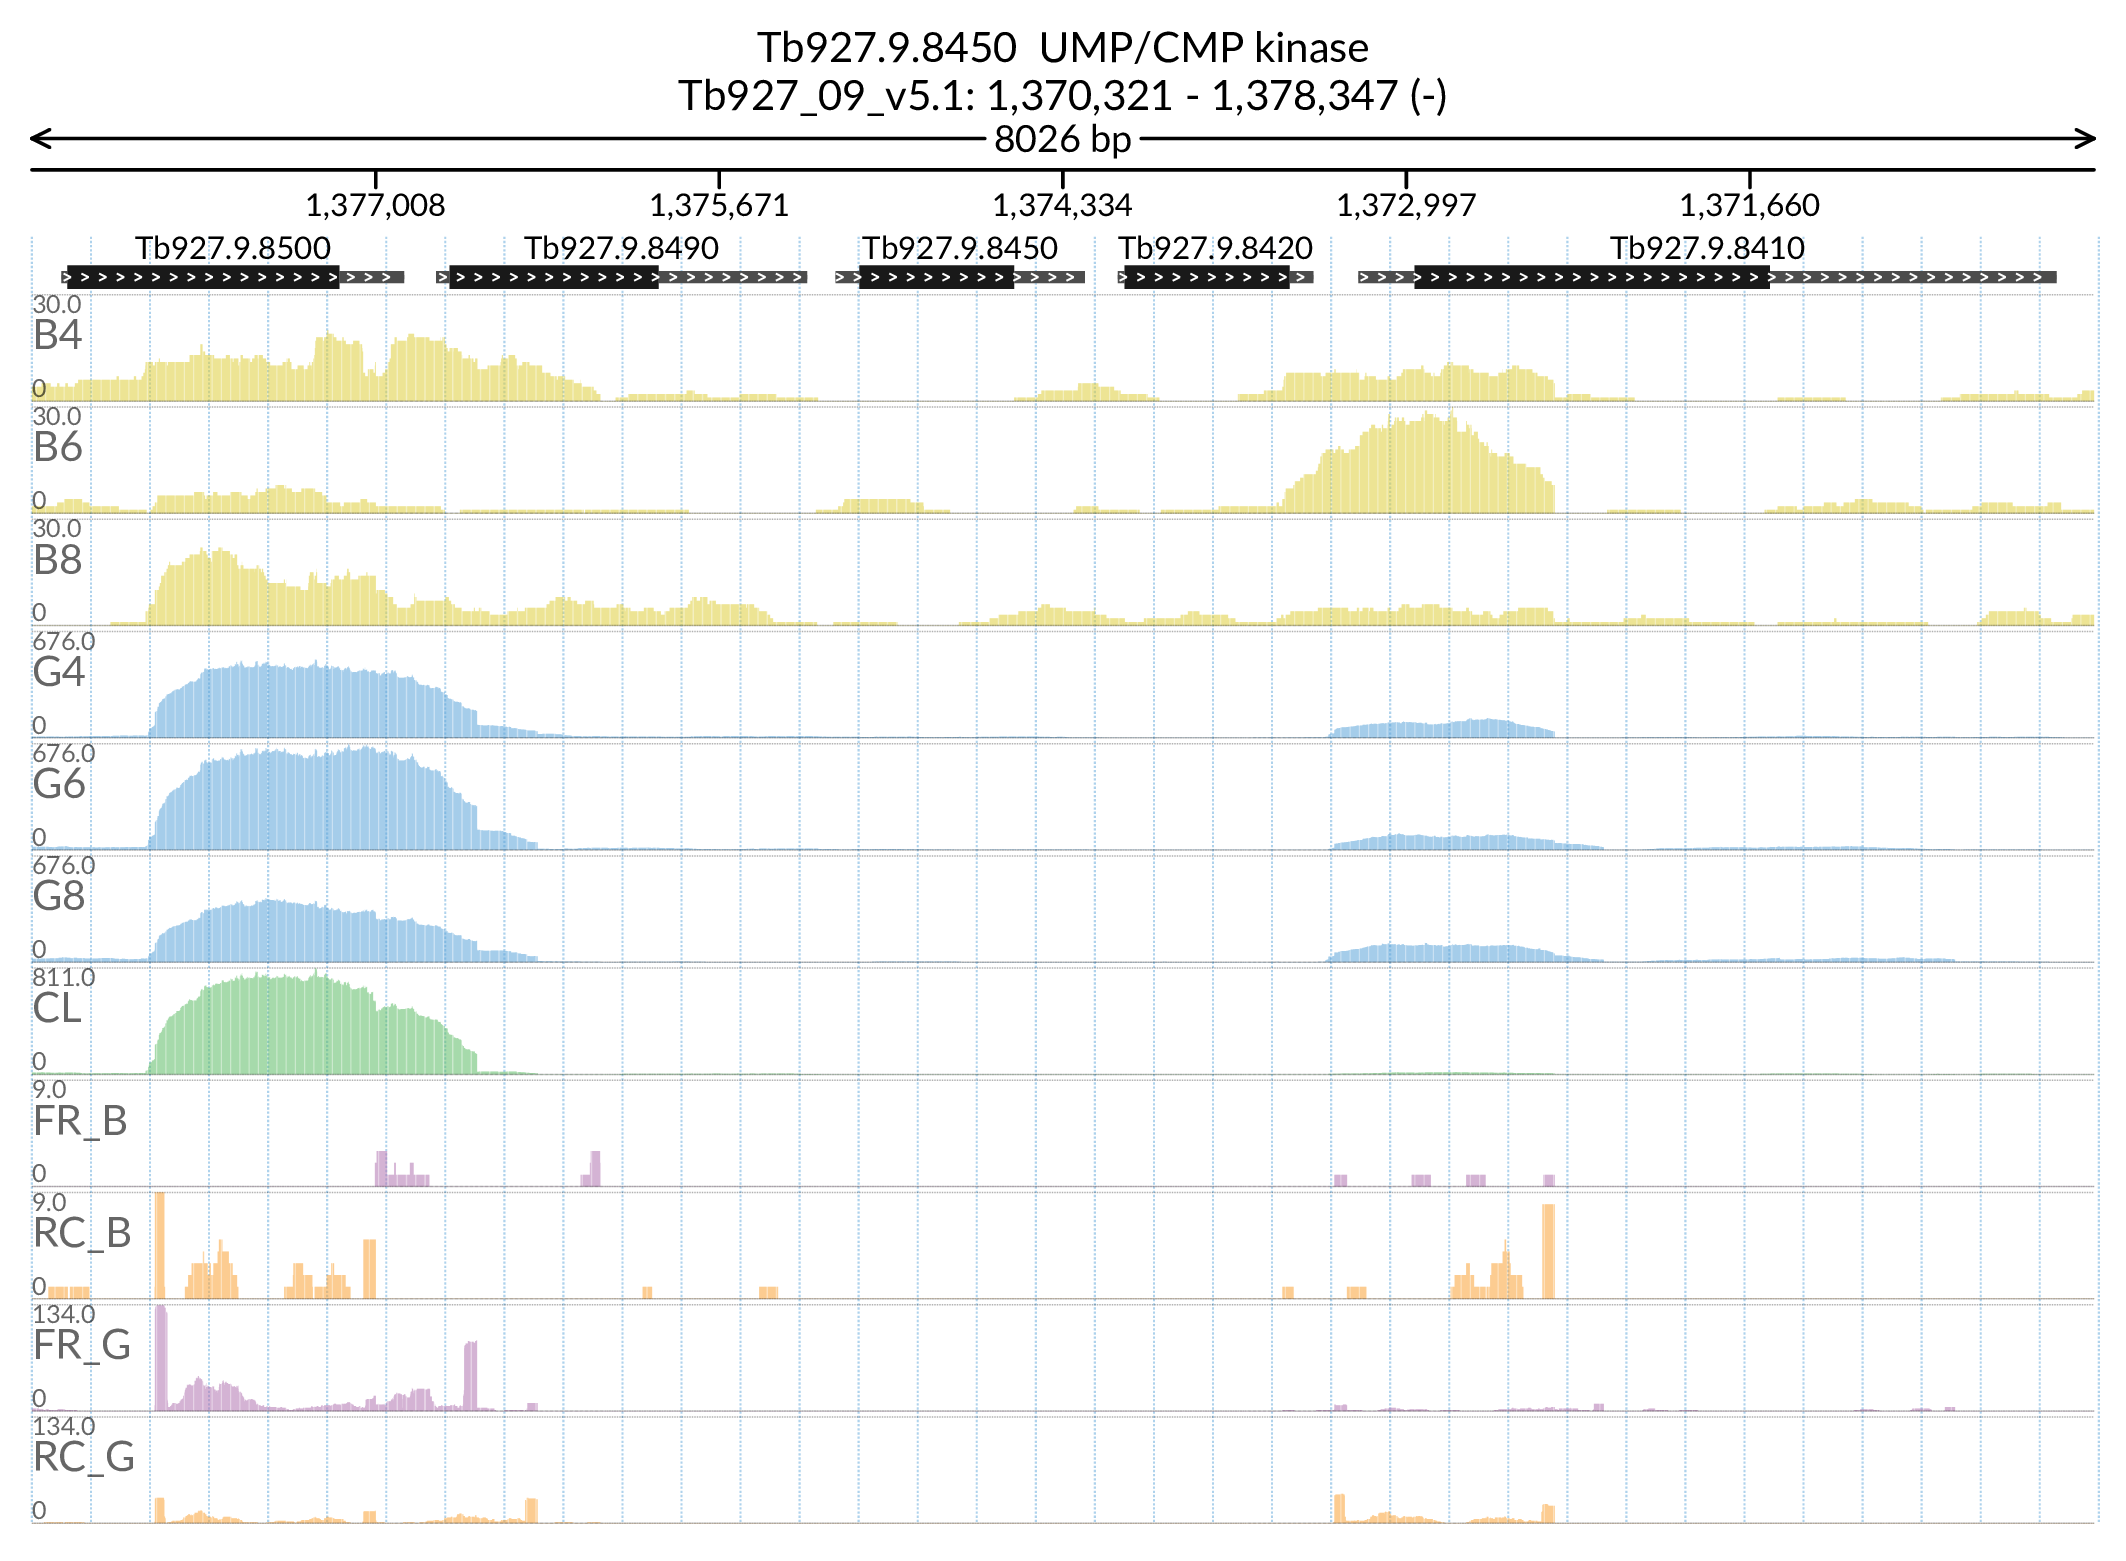 Tb927.9.8450 UMP/CMP kinase
Tb927_09_v5.1: 1,370,321 - 1,378,347 (-)
8026 bp
1,377,008 1,375,671 1,374,334 1,372,997 1,371,660
Tb927.9.8500 Tb927.9.8490 Tb927.9.8450 Tb927.9.8420 Tb927.9.8410
30.0
B4
0
30.0
B6
0
30.0
B8
0
676.0
G4
0
676.0
G6
0
676.0
G8
0
811.0
CL
0
9.0
FR_B
0
9.0
RC_B
0
134.0
FR_G
0
134.0
RC_G
0